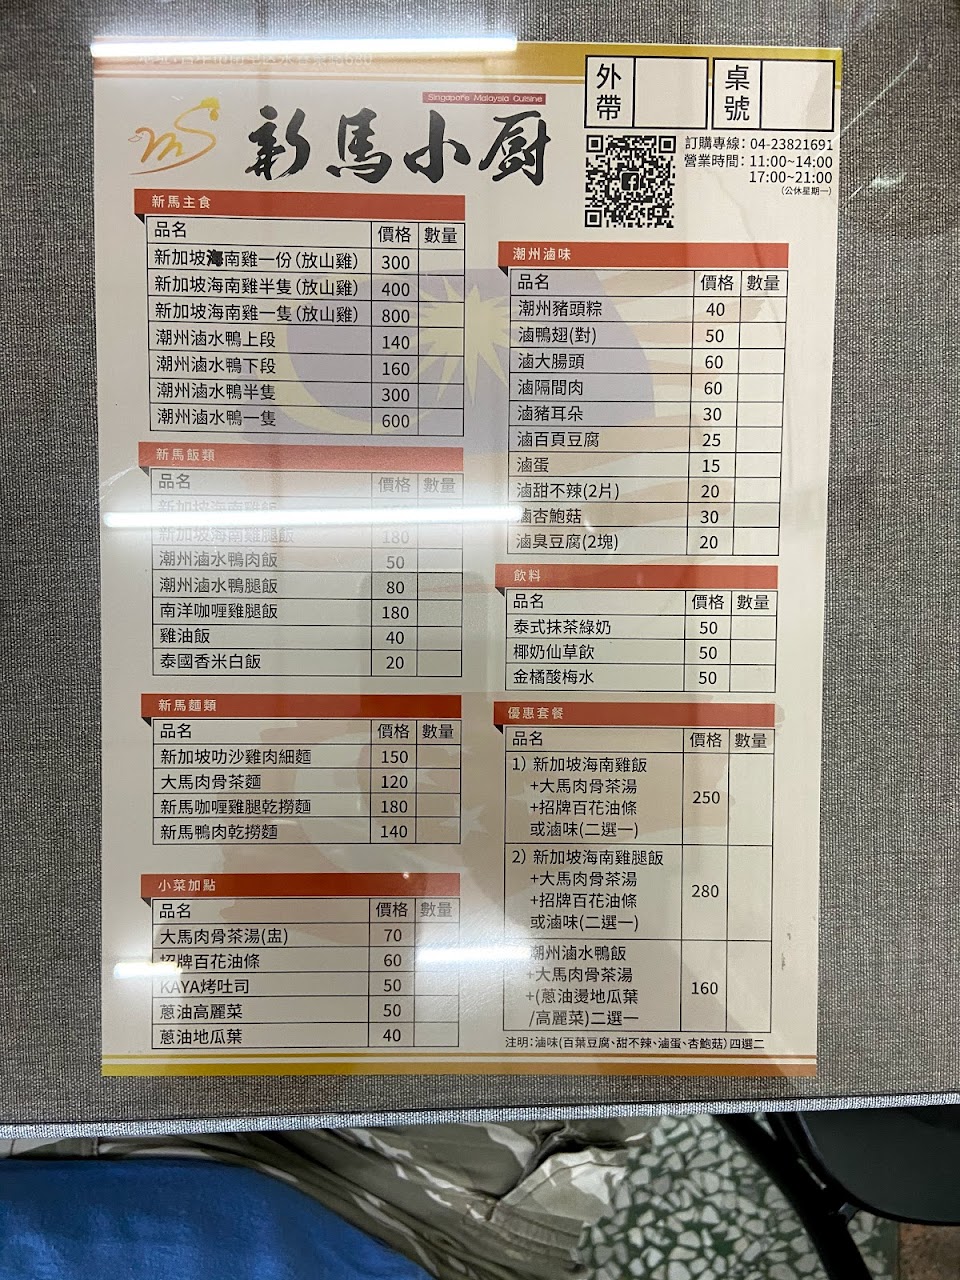 Singapore Malaysia Cuisine
新馬小廚
外帶
桌號
訂購專線：04-23821691
營業時間：11:00~14:00
17:00~21:00
(公休星期一)
新馬主食
品名 價格 數量
新加坡海南雞一份(放山雞) 300
新加坡海南雞半隻(放山雞) 400
新加坡海南雞一隻(放山雞) 800
潮州滷水鴨上段 140
潮州滷水鴨下段 160
潮州滷水鴨半隻 300
潮州滷水鴨一隻 600
新馬飯類
品名 價格 數量
新加坡海南雞飯
新加坡海南雞腿飯 180
潮州滷水鴨肉飯 50
潮州滷水鴨腿飯 80
南洋咖喱雞腿飯 180
雞油飯 40
泰國香米白飯 20
新馬麵類
品名 價格 數量
新加坡叻沙雞肉細麵 150
大馬肉骨茶麵 120
新馬咖喱雞腿乾撈麵 180
新馬鴨肉乾撈麵 140
小菜加點
品名 價格 數量
大馬肉骨茶湯(盅) 70
招牌百花油條 60
KAYA烤吐司 50
蔥油高麗菜 50
蔥油地瓜葉 40
潮州滷味
品名 價格 數量
潮州豬頭粽 40
滷鴨翅(對) 50
滷大腸頭 60
滷隔間肉 60
滷豬耳朵 30
滷百頁豆腐 25
滷蛋 15
滷甜不辣(2片) 20
滷杏鮑菇 30
滷臭豆腐(2塊) 20
飲料
品名 價格 數量
泰式抹茶綠奶 50
椰奶仙草飲 50
金橘酸梅水 50
優惠套餐
品名 價格 數量
1) 新加坡海南雞飯
+大馬肉骨茶湯
+招牌百花油條
或滷味(二選一)
250
2) 新加坡海南雞腿飯
+大馬肉骨茶湯
+招牌百花油條
或滷味(二選一)
280
潮州滷水鴨飯
+大馬肉骨茶湯
+(蔥油燙地瓜葉
/高麗菜)二選一
160
注明：滷味(百葉豆腐、甜不辣、滷蛋、杏鮑菇)四選二